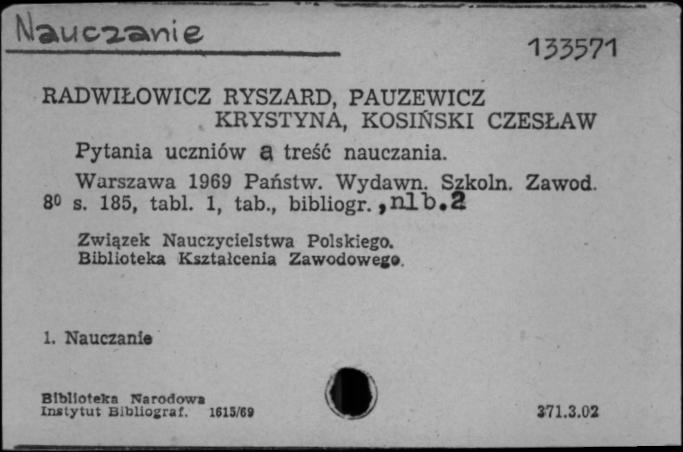 Nauczanie
133571
RADWIŁOWICZ RYSZARD, PAUZEWICZ
KRYSTYNA, KOSIŃSKI CZESŁAW
Pytania uczniów a treść nauczania.
Warszawa 1969 Państw. Wydawn. Szkoln. Zawod.
8⁰ s. 185, tabl. 1, tab., bibliogr., nlb.2
Związek Nauczycielstwa Polskiego.
Biblioteka Kształcenia Zawodowego.
1. Nauczanie
Biblioteka Narodowa
Instytut Bibliograf. 1615/69
371.3.02